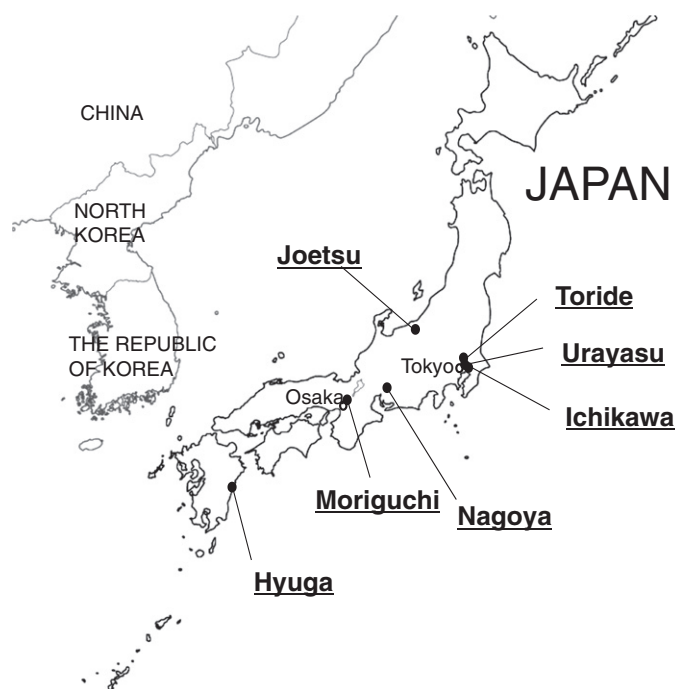 CHINA
JAPAN
NORTH
KOREA
Joetsu
Toride
THE REPUBLIC
OF KOREA
Urayasu
Tokyo
Osaka
Ichikawa
Moriguchi
Nagoya
Hyuga